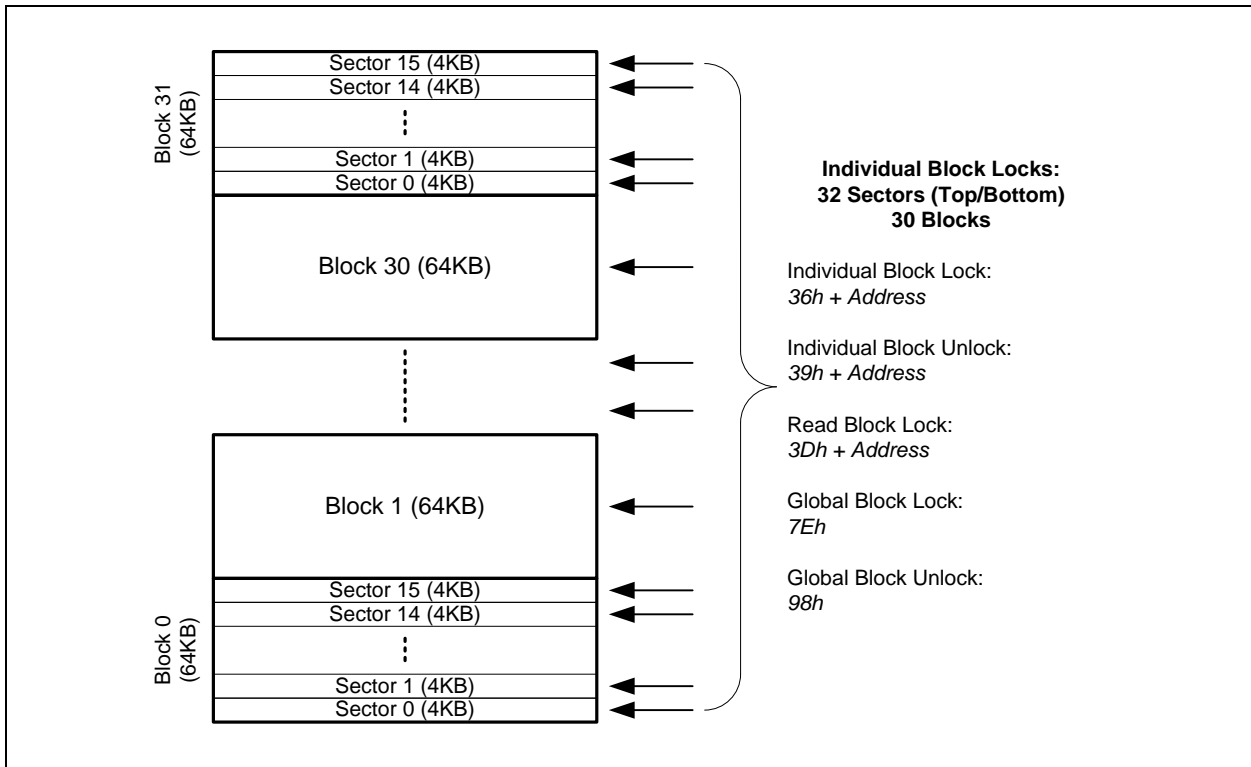 Block 31
(64KB)
Sector 15 (4KB)
Sector 14 (4KB)
Sector 1 (4KB)
Sector 0 (4KB)
Block 30 (64KB)
Block 1 (64KB)
Block 0
(64KB)
Sector 15 (4KB)
Sector 14 (4KB)
Sector 1 (4KB)
Sector 0 (4KB)
Individual Block Locks:
32 Sectors (Top/Bottom)
30 Blocks
Individual Block Lock:
36h + Address
Individual Block Unlock:
39h + Address
Read Block Lock:
3Dh + Address
Global Block Lock:
7Eh
Global Block Unlock:
98h